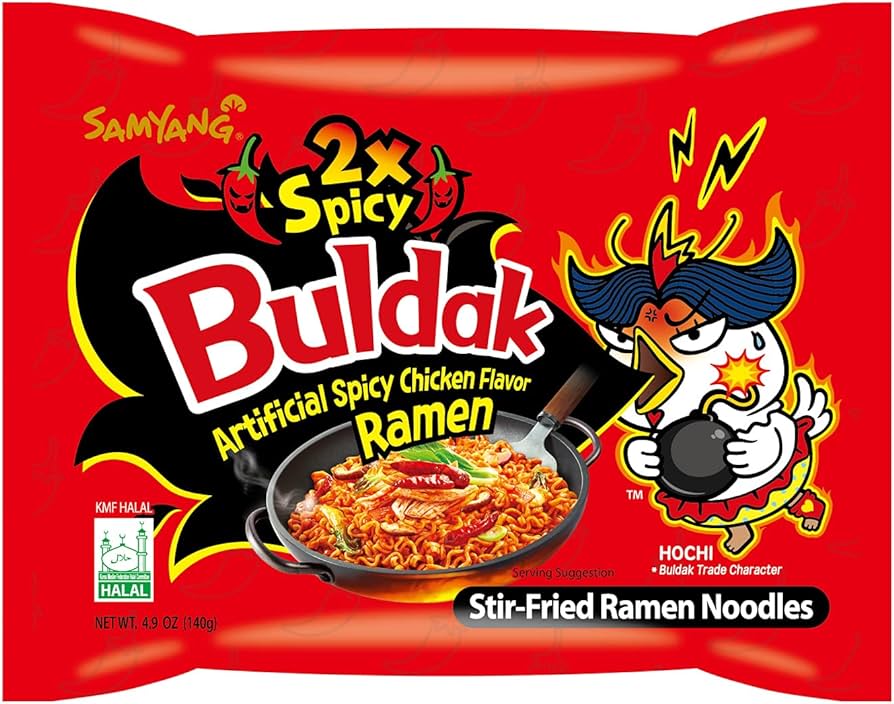 SAMYANG®
2x
Spicy
Buldak
Artificial Spicy Chicken Flavor
Ramen
TM
KMF HALAL
حلال
HALAL
HOCHI
* Buldak Trade Character
Serving Suggestion
NET WT. 4.9 OZ (140g)
Stir-Fried Ramen Noodles